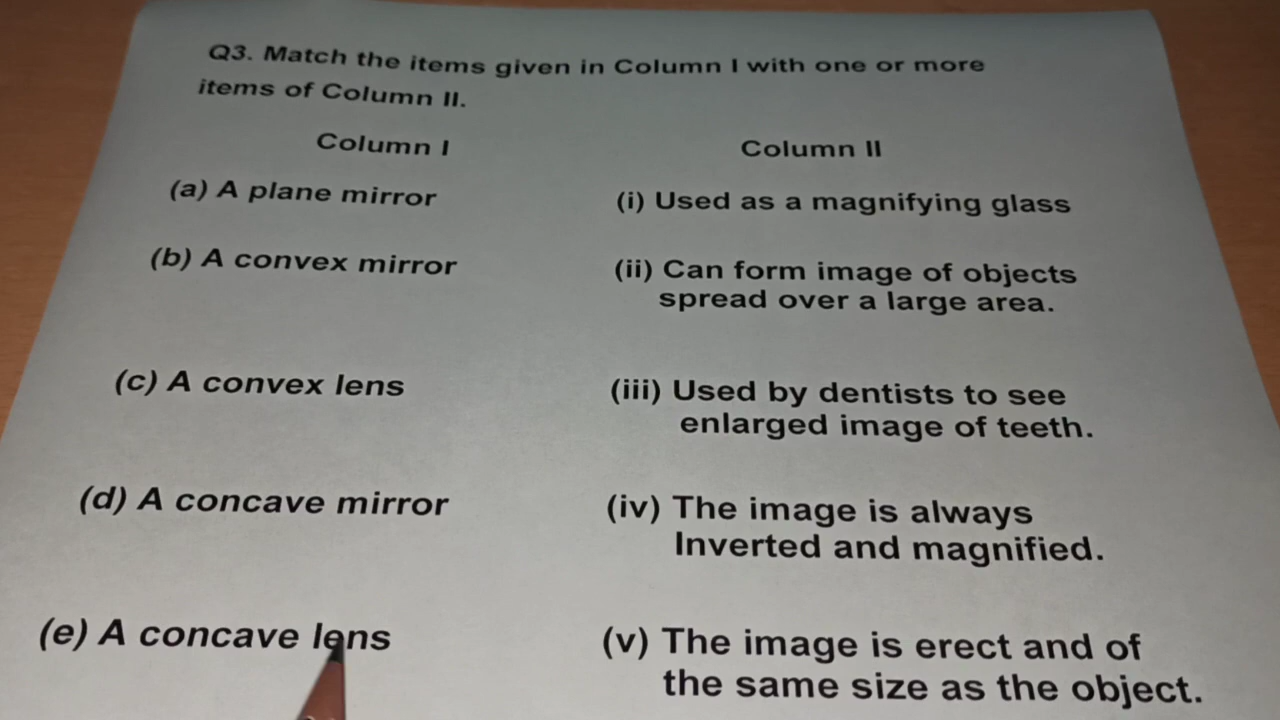 Q3. Match the items given in Column I with one or more
items of Column II.
Column I
Column II
(a) A plane mirror
(i) Used as a magnifying glass
(b) A convex mirror
(ii) Can form image of objects
spread over a large area.
(c) A convex lens
(iii) Used by dentists to see
enlarged image of teeth.
(d) A concave mirror
(iv) The image is always
Inverted and magnified.
(e) A concave lens
(v) The image is erect and of
the same size as the object.